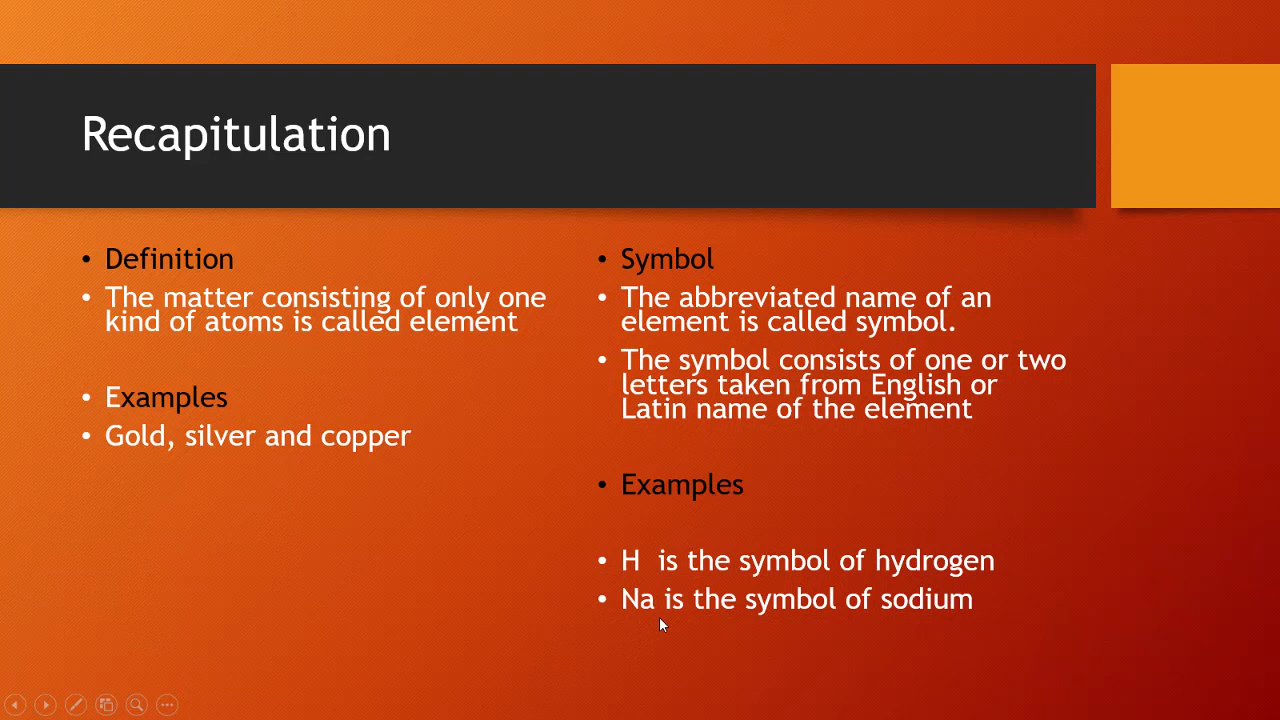 Recapitulation
• Definition
• The matter consisting of only one
kind of atoms is called element
• Examples
• Gold, silver and copper
• Symbol
• The abbreviated name of an
element is called symbol.
• The symbol consists of one or two
letters taken from English or
Latin name of the element
• Examples
• H  is the symbol of hydrogen
• Na is the symbol of sodium